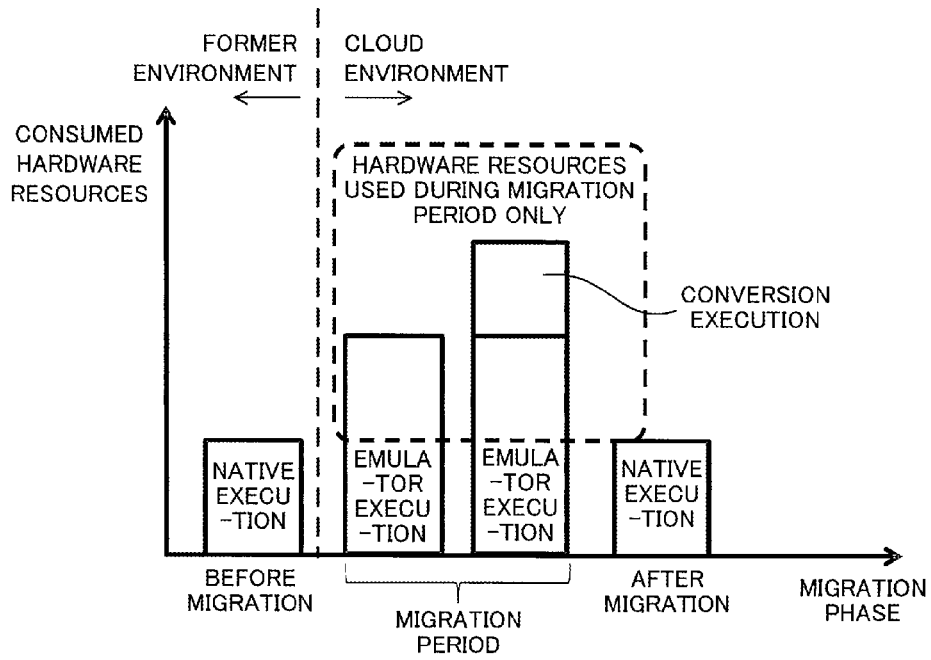 FORMER
ENVIRONMENT
CLOUD
ENVIRONMENT
CONSUMED
HARDWARE
RESOURCES
HARDWARE RESOURCES
USED DURING MIGRATION
PERIOD ONLY
CONVERSION
EXECUTION
NATIVE
EXECU
-TION
EMULA
-TOR
EXECU
-TION
EMULA
-TOR
EXECU
-TION
NATIVE
EXECU
-TION
BEFORE
MIGRATION
MIGRATION
PERIOD
AFTER
MIGRATION
MIGRATION
PHASE